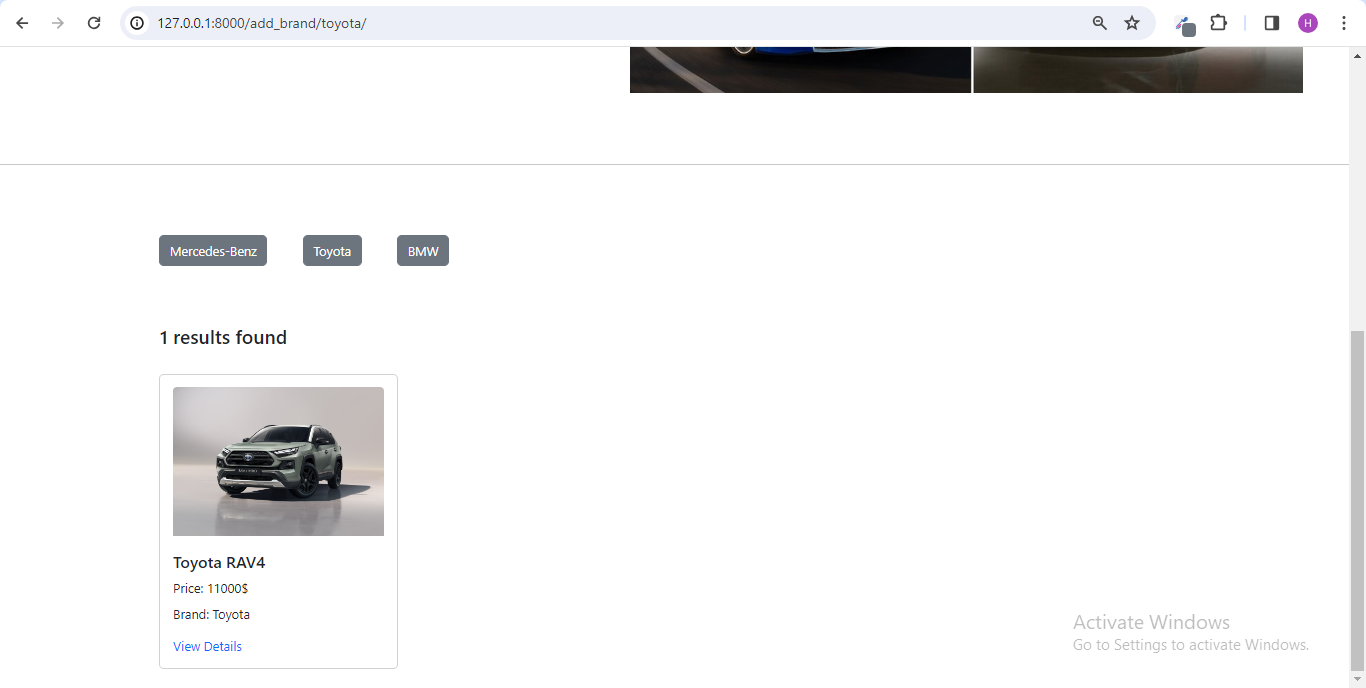 127.0.0.1:8000/add_brand/toyota/
H
Mercedes-Benz
Toyota
BMW
1 results found
Toyota RAV4
Price: 11000$
Brand: Toyota
View Details
Activate Windows
Go to Settings to activate Windows.